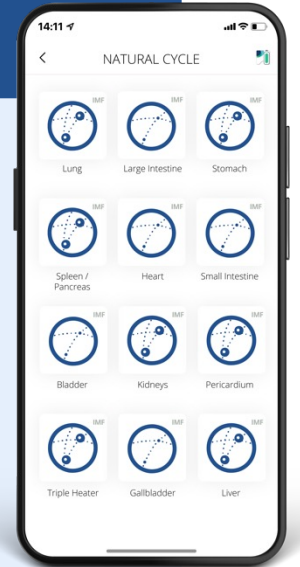 14:11
NATURAL CYCLE
IMF IMF IMF
Lung Large Intestine Stomach
IMF IMF IMF
Spleen / Heart Small Intestine
Pancreas
IMF IMF IMF
Bladder Kidneys Pericardium
IMF IMF IMF
Triple Heater Gallbladder Liver